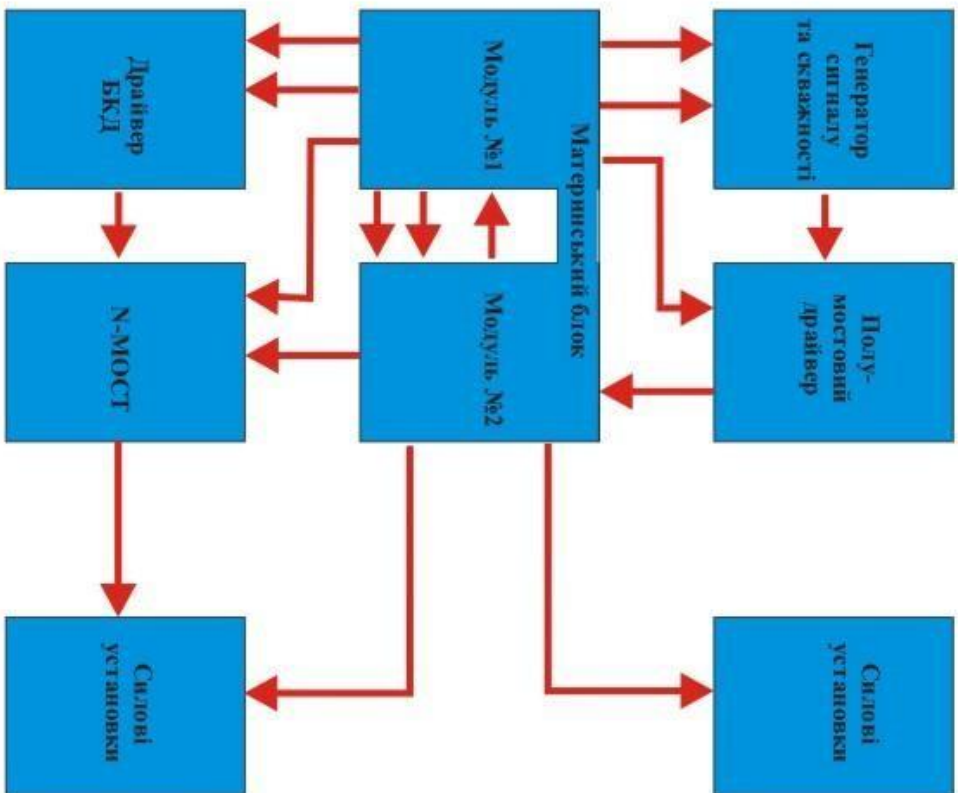 Генератор
сигналу
та скважності
Полу-
мостовий
драйвер
Силові
установки
Материнський блок
Модуль №1
Модуль №2
Драйвер
БКД
N-МОСТ
Силові
установки